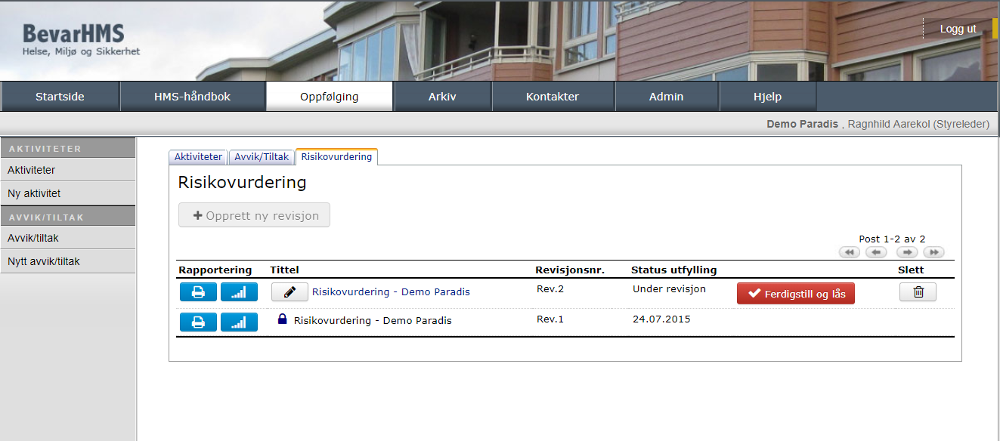 BevarHMS
Helse, Miljø og Sikkerhet
Logg ut
Startside HMS-håndbok Oppfølging Arkiv Kontakter Admin Hjelp
Demo Paradis , Ragnhild Aarekol (Styreleder)
AKTIVITETER
Aktiviteter
Ny aktivitet
AVVIK/TILTAK
Avvik/tiltak
Nytt avvik/tiltak
Aktiviteter Avvik/Tiltak Risikovurdering
Risikovurdering
+ Opprett ny revisjon
Post 1-2 av 2
Rapportering Tittel Revisjonsnr. Status utfylling Slett
Risikovurdering - Demo Paradis Rev.2 Under revisjon Ferdigstill og lås
Risikovurdering - Demo Paradis Rev.1 24.07.2015